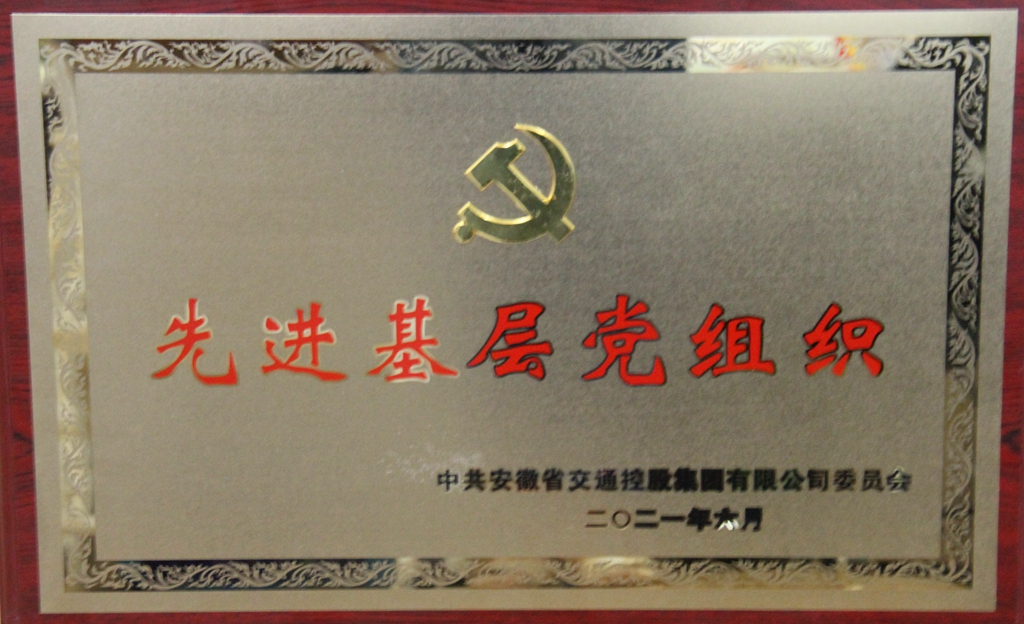 先进基层党组织
中共安徽省交通控股集团有限公司委员会
二〇二一年六月